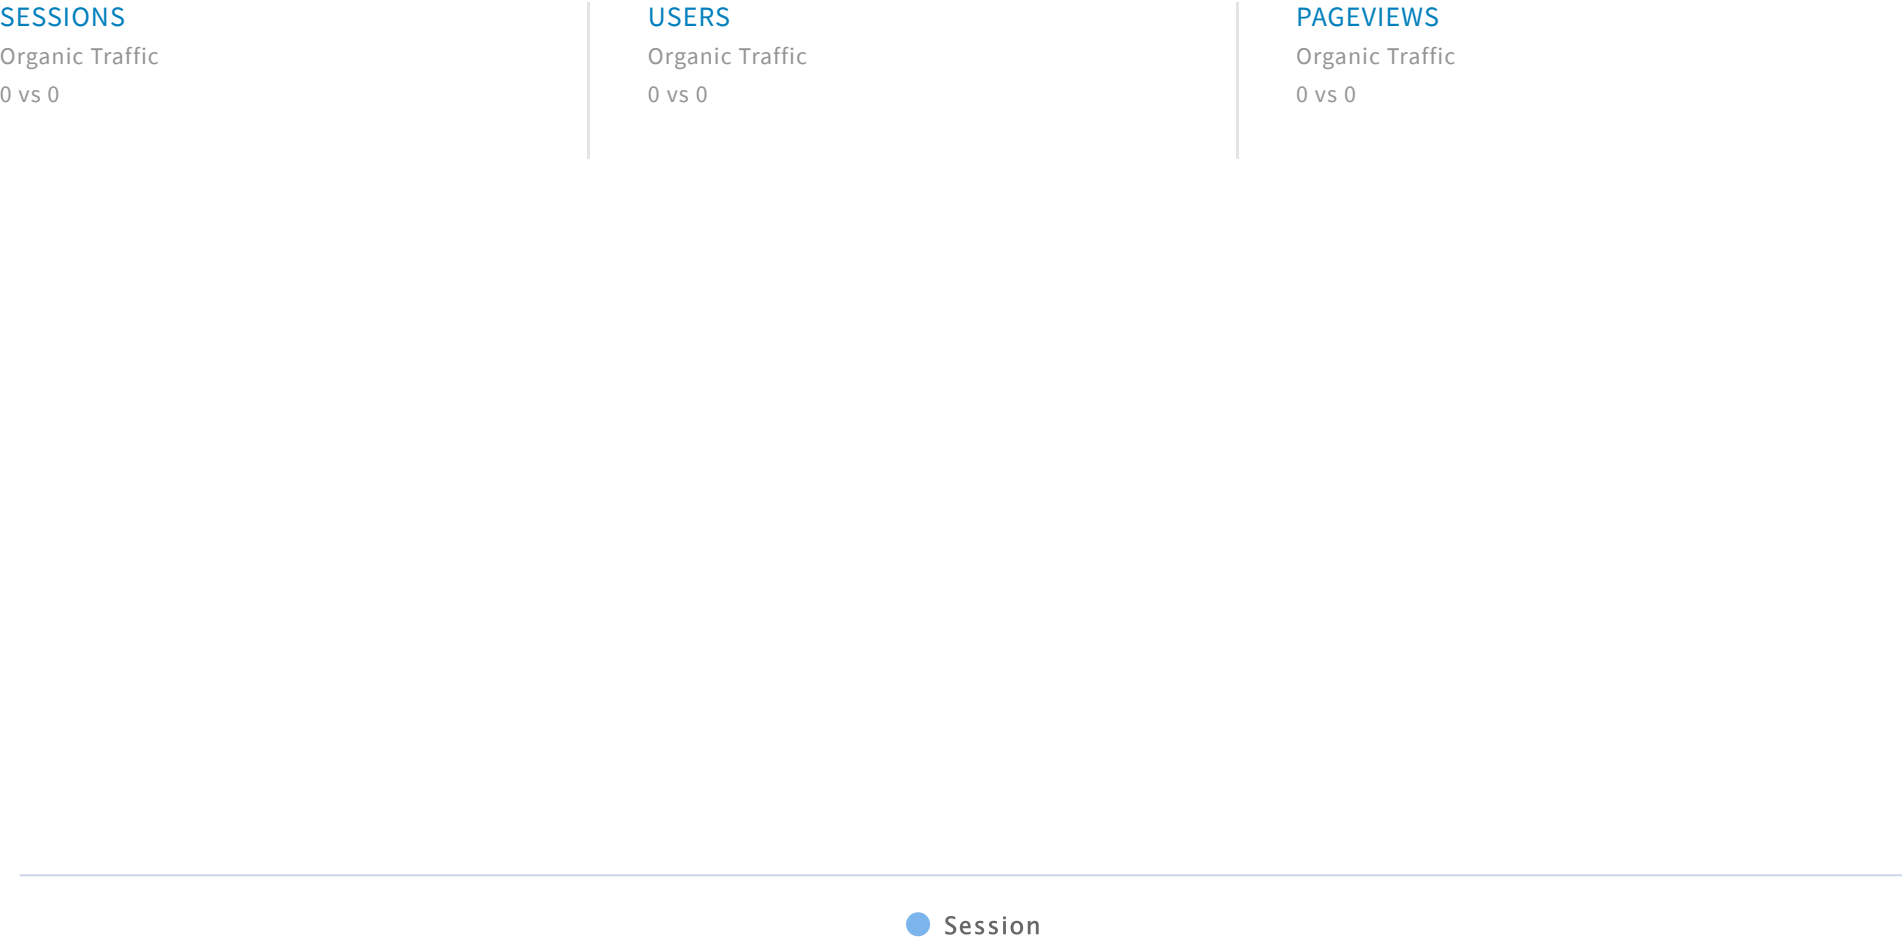 SESSIONS
Organic Traffic
0 vs 0
USERS
Organic Traffic
0 vs 0
PAGEVIEWS
Organic Traffic
0 vs 0
Session